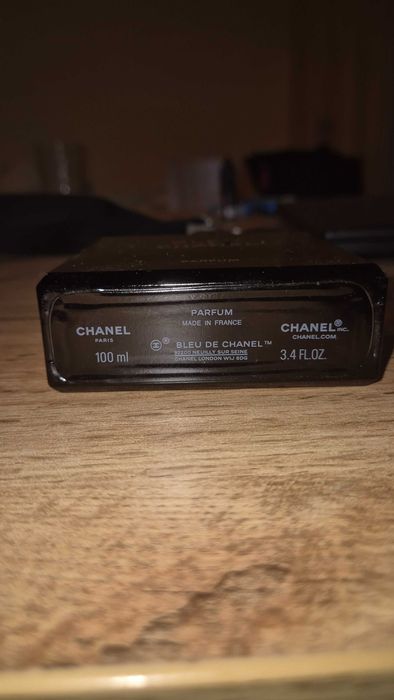 PARFUM
PARFUM
MADE IN FRANCE
CHANEL
PARIS
100 ml
BLEU DE CHANEL™
92200 NEUILLY SUR SEINE
CHANEL LONDON W1J 6DG
CHANEL® INC.
CHANEL.COM
3.4 FL.OZ.